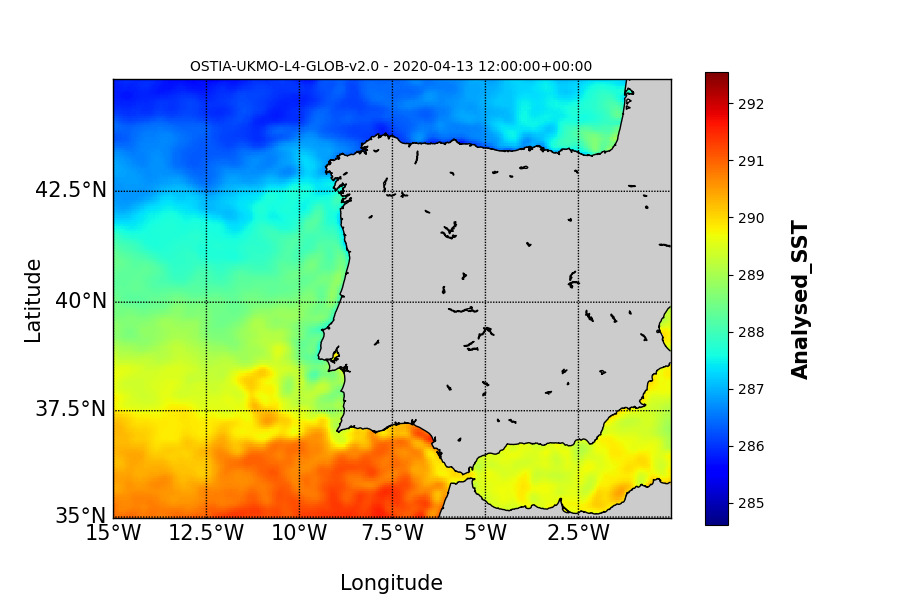 OSTIA-UKMO-L4-GLOB-v2.0 - 2020-04-13 12:00:00+00:00
292
291
290
289
288
287
286
285
Analysed_SST
42.5°N
40°N
37.5°N
35°N
Latitude
15°W 12.5°W 10°W 7.5°W 5°W 2.5°W
Longitude